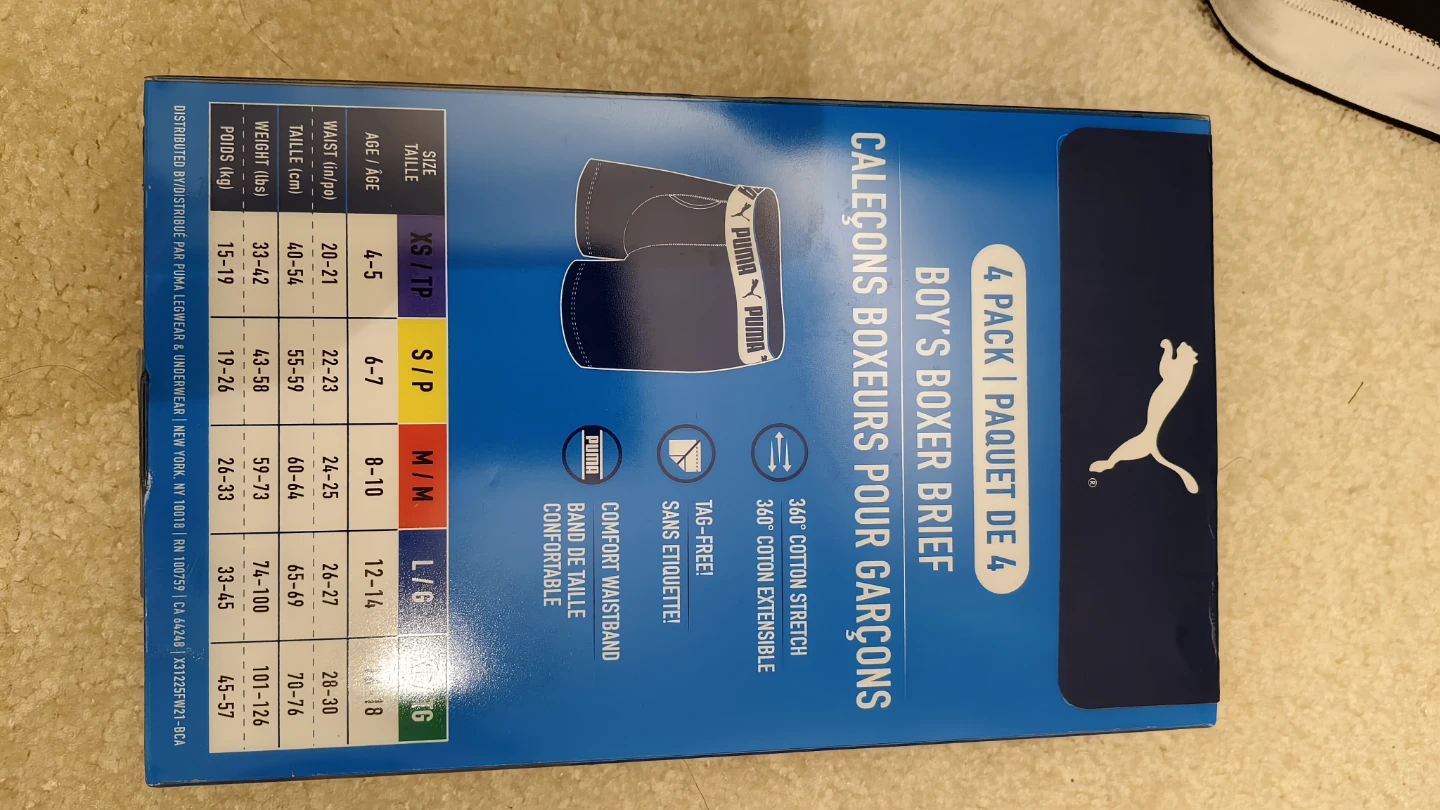 ®
4 PACK | PAQUET DE 4
BOY'S BOXER BRIEF
CALEÇONS BOXEURS POUR GARÇONS
PUMA PUMA
360° COTTON STRETCH
360° COTON EXTENSIBLE
TAG-FREE!
SANS ETIQUETTE!
PUMA
COMFORT WAISTBAND
BAND DE TAILLE
CONFORTABLE
SIZE TAILLE XS / TP S / P M / M L / G TG
AGE / ÂGE 4-5 6-7 8-10 12-14
WAIST (in/po) 20-21 22-23 24-25 26-27 28-30
TAILLE (cm) 40-54 55-59 60-64 65-69 70-76
WEIGHT (lbs) 33-42 43-58 59-73 74-100 101-126
POIDS (kg) 15-19 19-26 26-33 33-45 45-57
DISTRIBUTED BY/DISTRIBUÉ PAR PUMA LEGWEAR & UNDERWEAR | NEW YORK, NY 10018 | RN 100759 | CA 64248 | X31225FW21-BCA